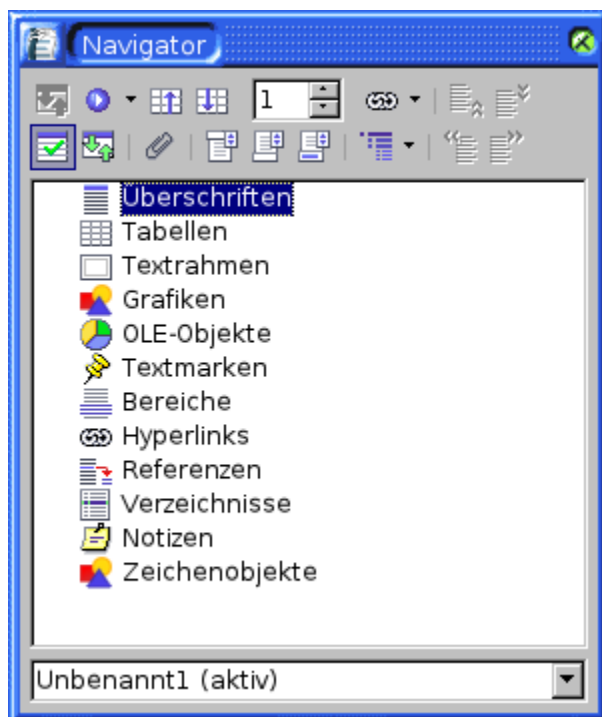 Navigator
1
Überschriften
Tabellen
Textrahmen
Grafiken
OLE-Objekte
Textmarken
Bereiche
Hyperlinks
Referenzen
Verzeichnisse
Notizen
Zeichenobjekte
Unbenannt1 (aktiv)